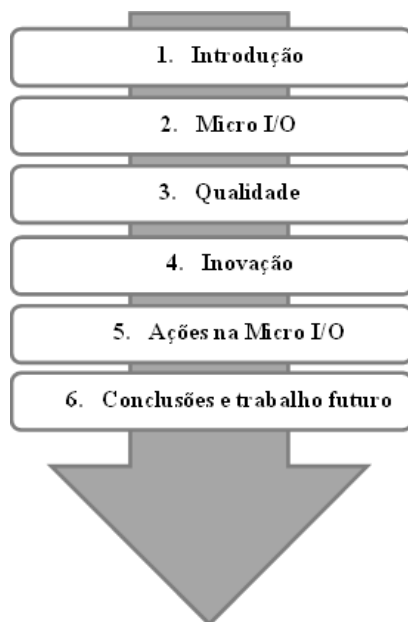 1. Introdução
2. Micro I/O
3. Qualidade
4. Inovação
5. Ações na Micro I/O
6. Conclusões e trabalho futuro